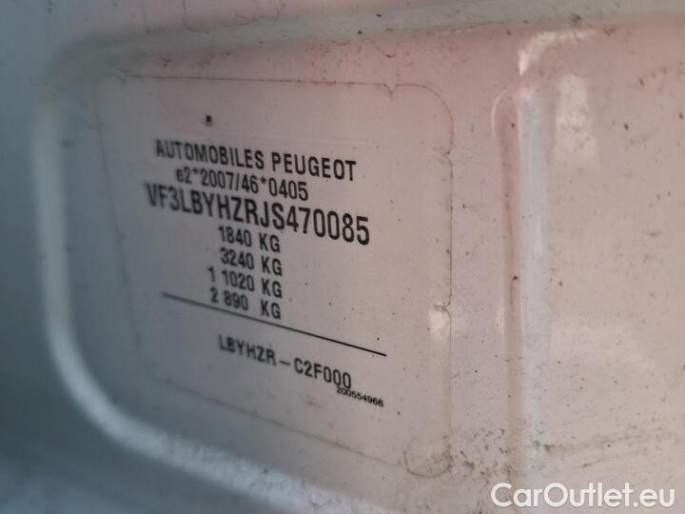 AUTOMOBILES PEUGEOT
e2*2007/46*0405
VF3LBYHZRJS470085
1840 KG
3240 KG
1 1020 KG
2 890 KG
LBYHZR-C2F000
200554966
CarOutlet.eu